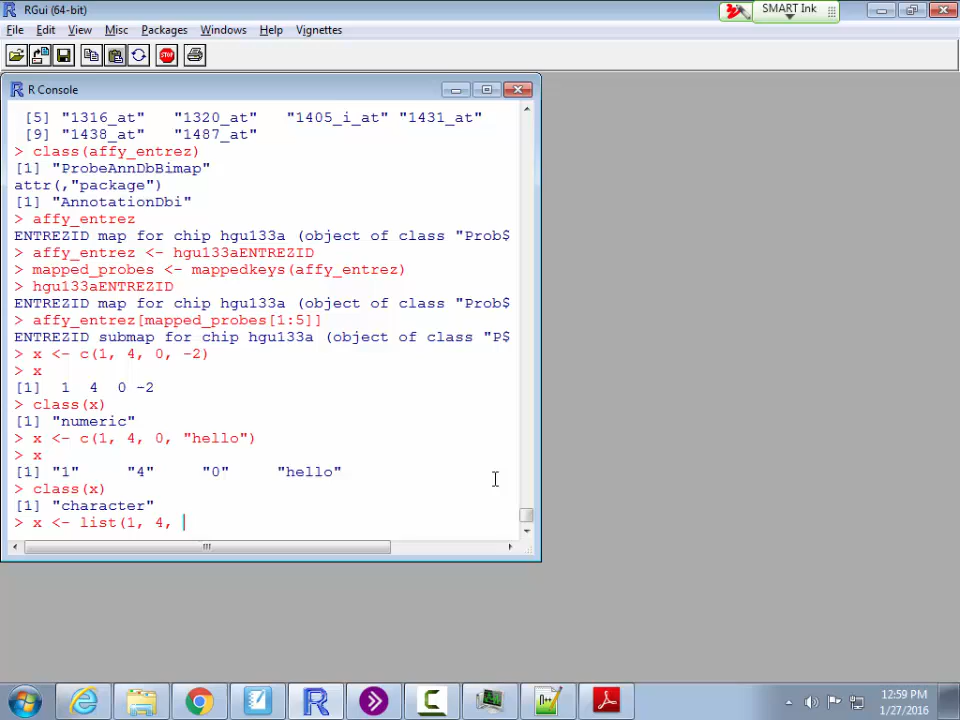 RGui (64-bit)
SMART Ink
File Edit View Misc Packages Windows Help Vignettes
STOP
R Console
[5] "1316_at" "1320_at" "1405_i_at" "1431_at"
[9] "1438_at" "1487_at"
> class(affy_entrez)
[1] "ProbeAnnDbBimap"
attr(,"package")
[1] "AnnotationDbi"
> affy_entrez
ENTREZID map for chip hgu133a (object of class "Prob$
> affy_entrez <- hgu133aENTREZID
> mapped_probes <- mappedkeys(affy_entrez)
> hgu133aENTREZID
ENTREZID map for chip hgu133a (object of class "Prob$
> affy_entrez[mapped_probes[1:5]]
ENTREZID submap for chip hgu133a (object of class "P$
> x <- c(1, 4, 0, -2)
> x
[1] 1 4 0 -2
> class(x)
[1] "numeric"
> x <- c(1, 4, 0, "hello")
> x
[1] "1" "4" "0" "hello"
> class(x)
[1] "character"
> x <- list(1, 4,
12:59 PM
1/27/2016